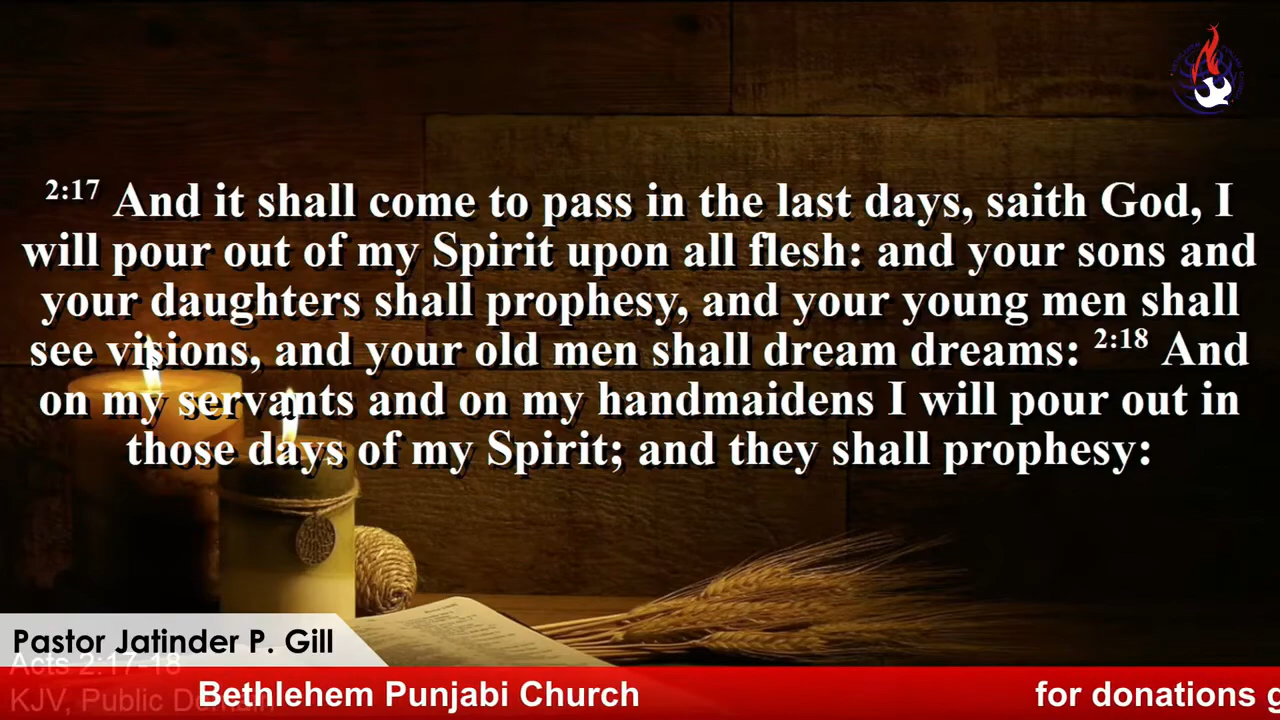 2:17 And it shall come to pass in the last days, saith God, I
will pour out of my Spirit upon all flesh: and your sons and
your daughters shall prophesy, and your young men shall
see visions, and your old men shall dream dreams: 2:18 And
on my servants and on my handmaidens I will pour out in
those days of my Spirit; and they shall prophesy:
Pastor Jatinder P. Gill
Acts 2:17-18
KJV, Public Domain
Bethlehem Punjabi Church
for donations g